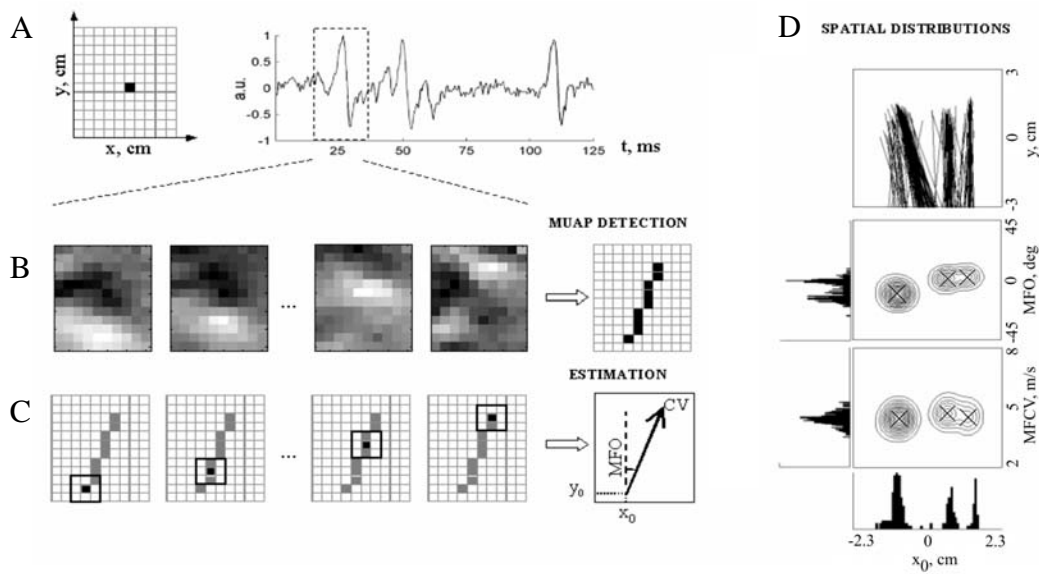 A
y, cm
x, cm
a.u.
1
0.5
0
-0.5
-1
25
50
75
100
125
t, ms
B
...
MUAP DETECTION
C
...
ESTIMATION
CV
MFO
y0
x0
D
SPATIAL DISTRIBUTIONS
3
0
-3
y, cm
45
0
-45
MFO, deg
8
5
2
MFCV, m/s
-2.3
0
2.3
x0, cm